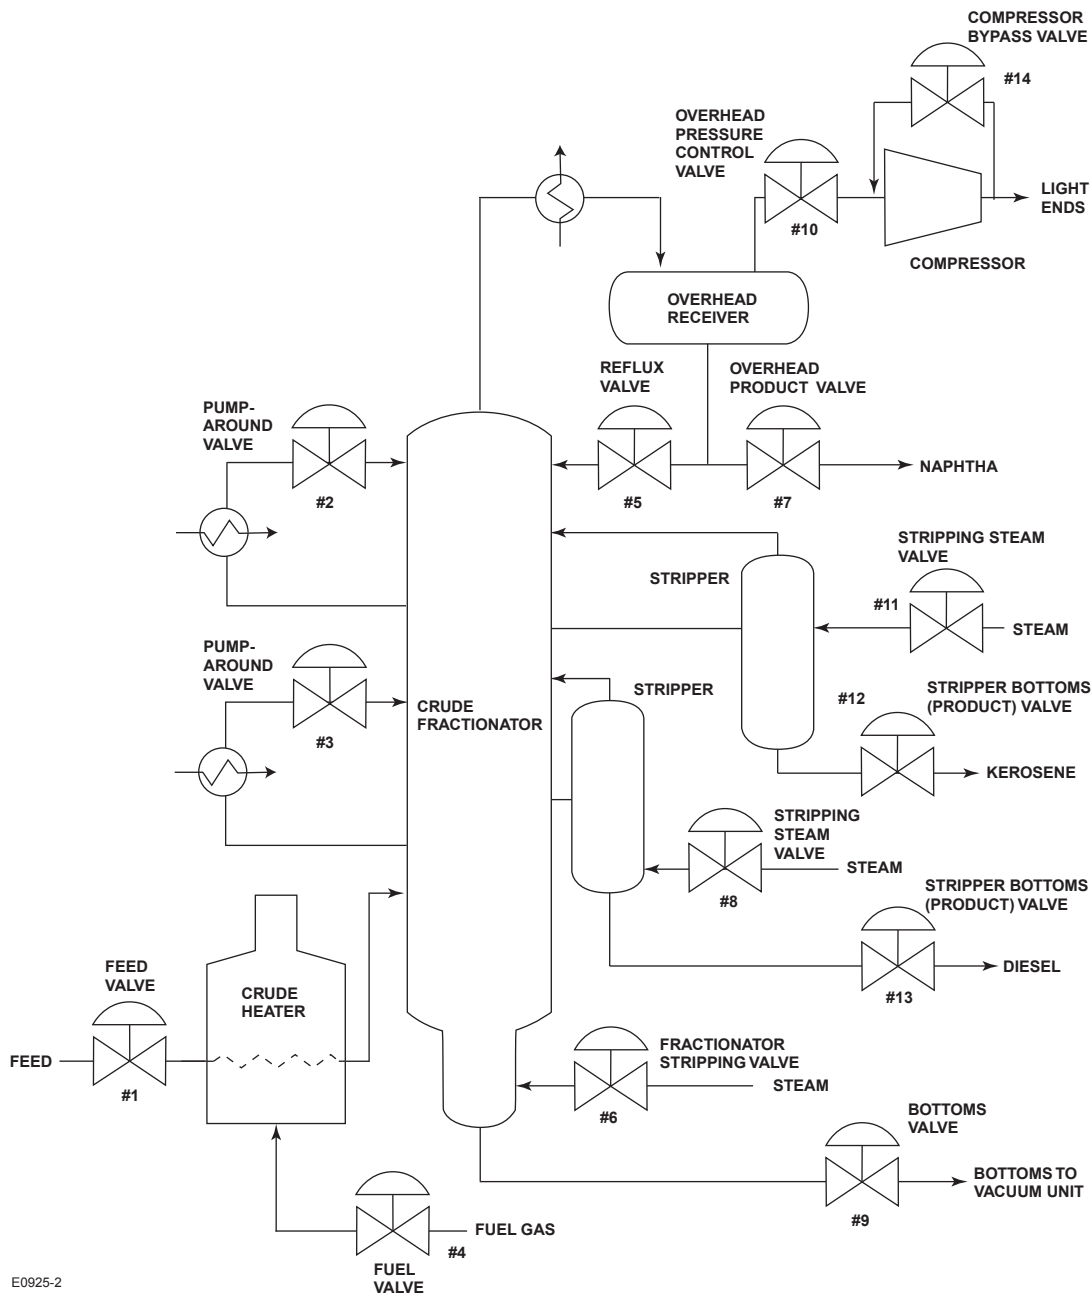 COMPRESSOR
BYPASS VALVE
#14
OVERHEAD
PRESSURE
CONTROL
VALVE
#10
LIGHT
ENDS
COMPRESSOR
OVERHEAD
RECEIVER
REFLUX
VALVE
OVERHEAD
PRODUCT VALVE
PUMP-
AROUND
VALVE
#2
#5
#7
NAPHTHA
STRIPPING STEAM
VALVE
STRIPPER
#11
STEAM
PUMP-
AROUND
VALVE
#3
CRUDE
FRACTIONATOR
STRIPPER
#12
STRIPPER BOTTOMS
(PRODUCT) VALVE
KEROSENE
STRIPPING
STEAM
VALVE
STEAM
#8
STRIPPER BOTTOMS
(PRODUCT) VALVE
DIESEL
#13
FEED
VALVE
CRUDE
HEATER
FEED
#1
FRACTIONATOR
STRIPPING VALVE
STEAM
#6
BOTTOMS
VALVE
BOTTOMS TO
VACUUM UNIT
#9
FUEL GAS
#4
FUEL
VALVE
E0925-2